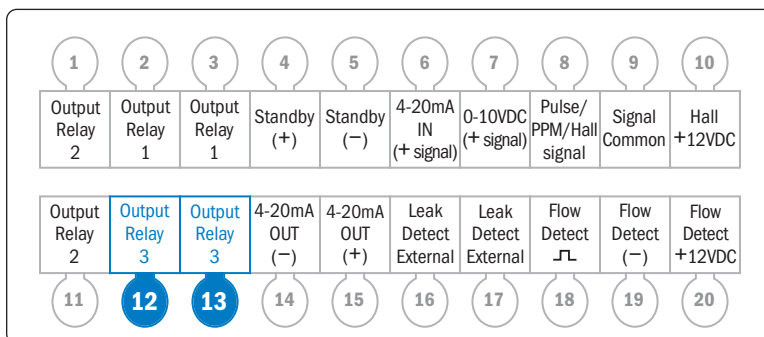 1 2 3 4 5 6 7 8 9 10
Output Output Output Standby Standby 4-20mA 0-10VDC Pulse/ Signal Hall
Relay Relay Relay (+) (−) IN (+ signal) PPM/Hall Common +12VDC
2 1 1 (+ signal) signal
Output Output Output 4-20mA 4-20mA Leak Leak Flow Flow Flow
Relay Relay Relay OUT OUT Detect Detect Detect Detect Detect
2 3 3 (−) (+) External External (−) +12VDC
11 12 13 14 15 16 17 18 19 20